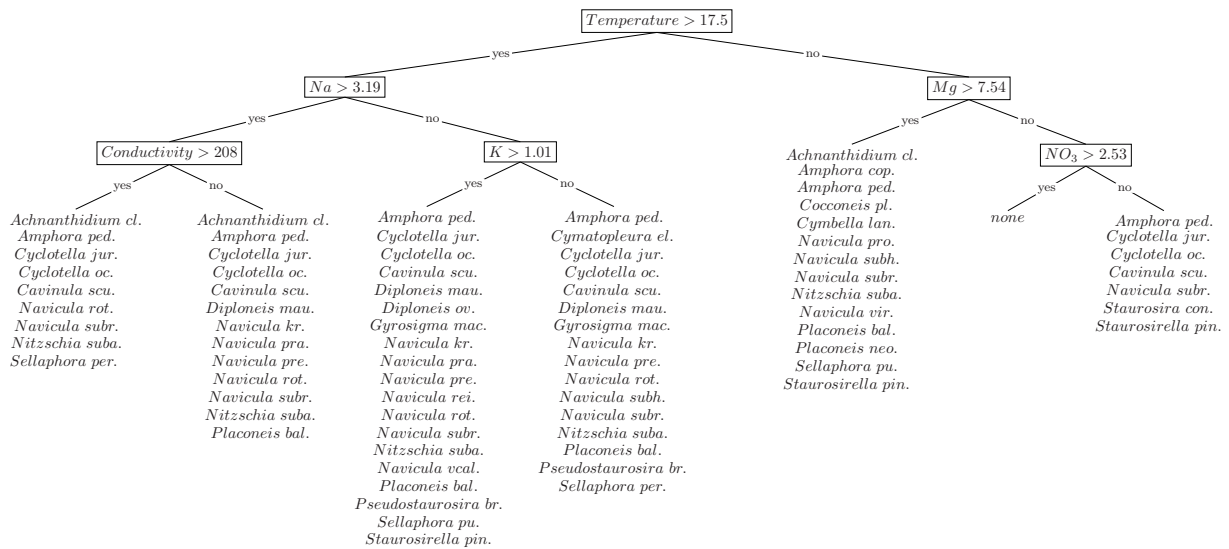 Temperature > 17.5
yes
no
Na > 3.19
Mg > 7.54
yes
no
yes
no
Conductivity > 208
K > 1.01
NO₃ > 2.53
yes
no
yes
no
yes
no
Achnanthidium cl.
Amphora ped.
Cyclotella jur.
Cyclotella oc.
Cavinula scu.
Navicula rot.
Navicula subr.
Nitzschia suba.
Sellaphora per.
Achnanthidium cl.
Amphora ped.
Cyclotella jur.
Cyclotella oc.
Cavinula scu.
Diploneis mau.
Navicula kr.
Navicula pra.
Navicula pre.
Navicula rot.
Navicula subr.
Nitzschia suba.
Placoneis bal.
Amphora ped.
Cyclotella jur.
Cyclotella oc.
Cavinula scu.
Diploneis mau.
Diploneis ov.
Gyrosigma mac.
Navicula kr.
Navicula pra.
Navicula pre.
Navicula rei.
Navicula rot.
Navicula subr.
Nitzschia suba.
Navicula vcal.
Placoneis bal.
Pseudostaurosira br.
Sellaphora pu.
Staurosirella pin.
Amphora ped.
Cymatopleura el.
Cyclotella jur.
Cyclotella oc.
Cavinula scu.
Diploneis mau.
Gyrosigma mac.
Navicula kr.
Navicula pre.
Navicula rot.
Navicula subh.
Navicula subr.
Nitzschia suba.
Placoneis bal.
Pseudostaurosira br.
Sellaphora per.
Achnanthidium cl.
Amphora cop.
Amphora ped.
Cocconeis pl.
Cymbella lan.
Navicula pro.
Navicula subh.
Navicula subr.
Nitzschia suba.
Navicula vir.
Placoneis bal.
Placoneis neo.
Sellaphora pu.
Staurosirella pin.
none
Amphora ped.
Cyclotella jur.
Cyclotella oc.
Cavinula scu.
Navicula subr.
Staurosira con.
Staurosirella pin.